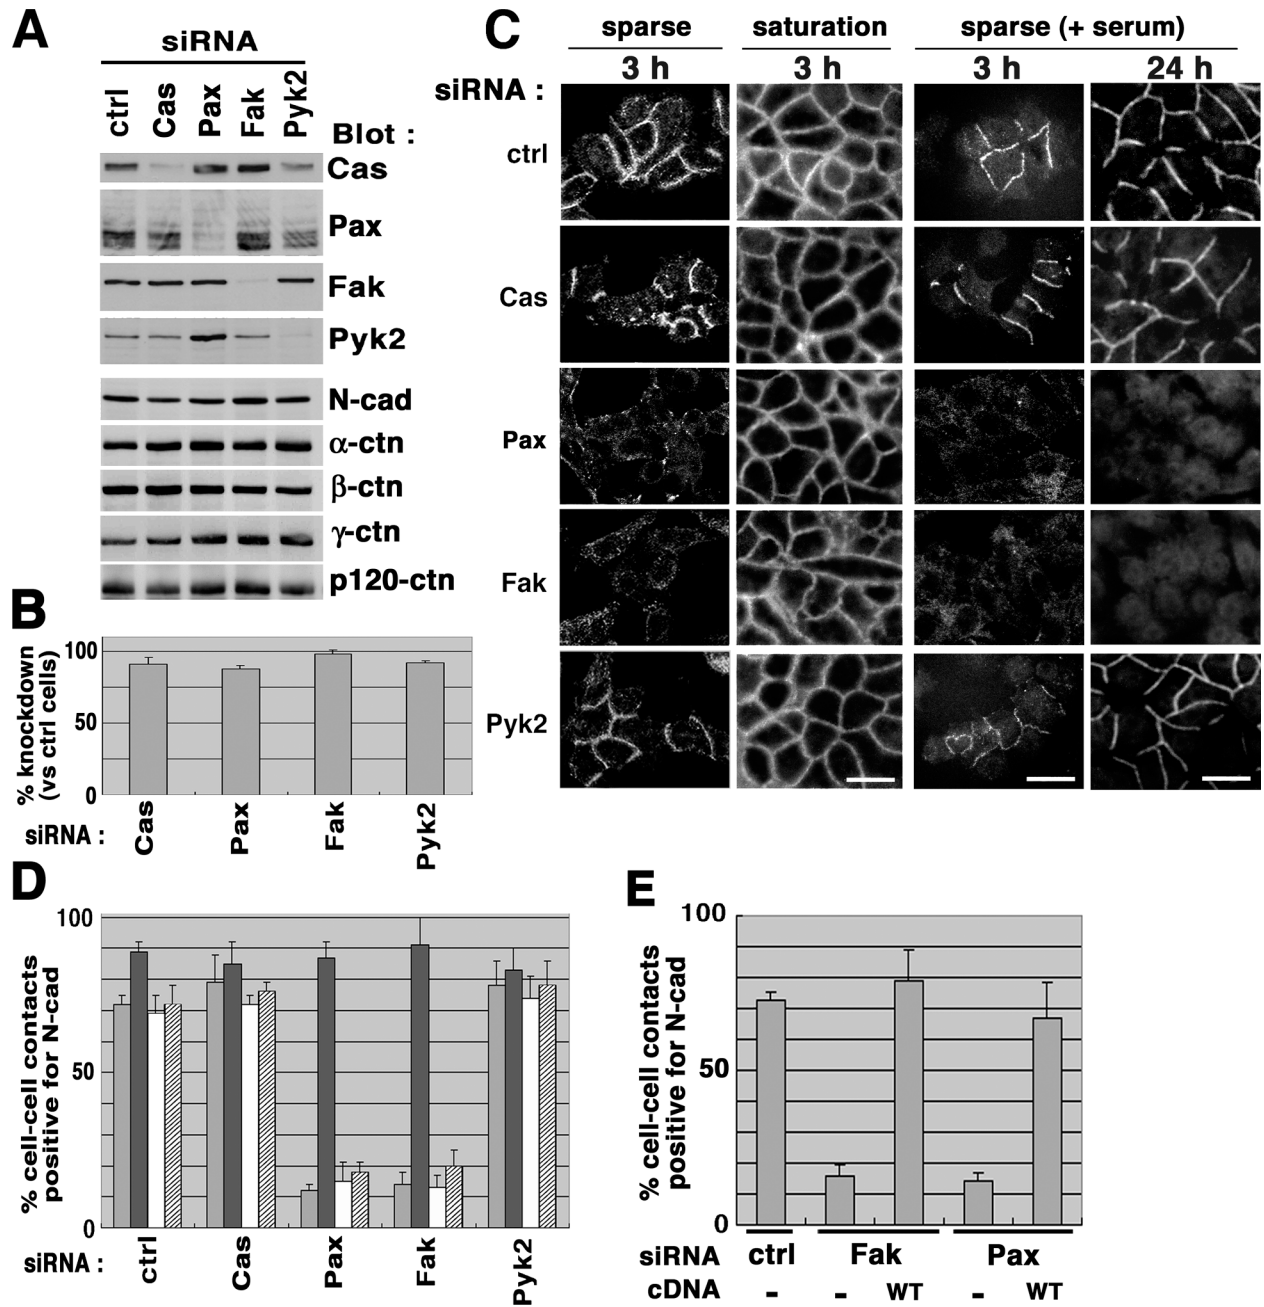 A
siRNA
ctrl
Cas
Pax
Fak
Pyk2
Blot :
Cas
Pax
Fak
Pyk2
N-cad
α-ctn
β-ctn
γ-ctn
p120-ctn
B
% knockdown
(vs ctrl cells)
100
50
0
siRNA :
Cas
Pax
Fak
Pyk2
C
sparse
saturation
sparse (+ serum)
3 h
3 h
3 h
24 h
siRNA :
ctrl
Cas
Pax
Fak
Pyk2
D
% cell-cell contacts
positive for N-cad
100
50
0
siRNA :
ctrl
Cas
Pax
Fak
Pyk2
E
% cell-cell contacts
positive for N-cad
100
50
0
siRNA ctrl Fak Pax
cDNA - - WT - WT